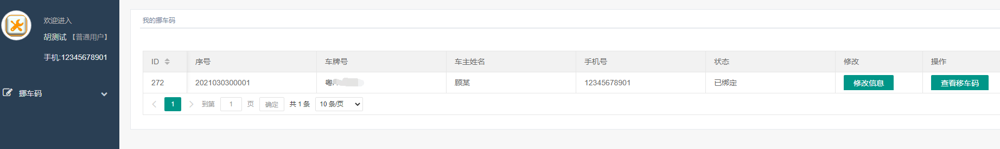 欢迎进入
胡测试 【普通用户】
手机:12345678901
挪车码
我的挪车码
ID 序号 车牌号 车主姓名 手机号 状态 修改 操作
272 2021030300001 粤 顾某 12345678901 已绑定 修改信息 查看移车码
1 到第 1 页 确定 共 1 条 10 条/页